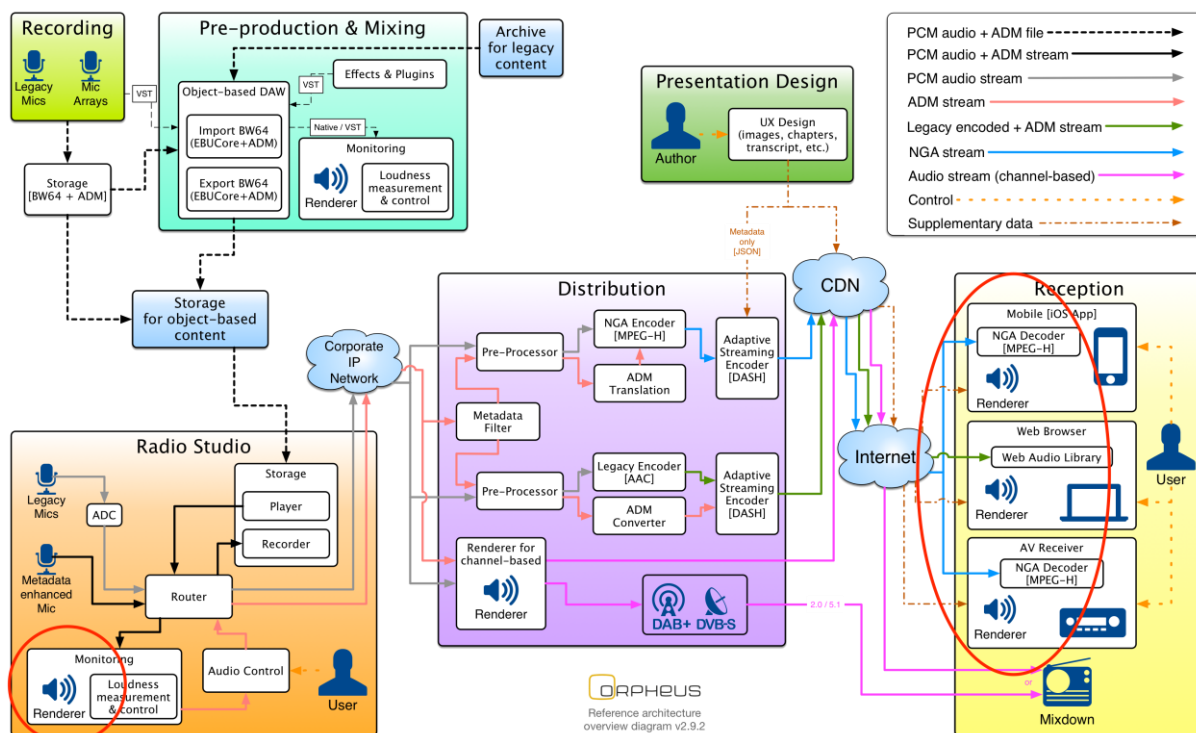 Recording
Legacy
Mics
Mic
Arrays
VST
Storage
[BW64 + ADM]
Pre-production & Mixing
Object-based DAW
Import BW64
(EBUCore+ADM)
Export BW64
(EBUCore+ADM)
VST
Effects & Plugins
Native / VST
Monitoring
Renderer
Loudness
measurement
& control
Archive
for legacy
content
Presentation Design
Author
UX Design
(images, chapters,
transcript, etc.)
PCM audio + ADM file
PCM audio + ADM stream
PCM audio stream
ADM stream
Legacy encoded + ADM stream
NGA stream
Audio stream (channel-based)
Control
Supplementary data
Storage
for object-based
content
Corporate
IP
Network
Metadata
only
[JSON]
CDN
Internet
Distribution
Pre-Processor
NGA Encoder
[MPEG-H]
ADM
Translation
Adaptive
Streaming
Encoder
[DASH]
Metadata
Filter
Pre-Processor
Legacy Encoder
[AAC]
ADM
Converter
Adaptive
Streaming
Encoder
[DASH]
Renderer for
channel-based
Renderer
DAB+
DVB-S
2.0 / 5.1
Radio Studio
Legacy
Mics
ADC
Metadata
enhanced
Mic
Storage
Player
Recorder
Router
Monitoring
Renderer
Loudness
measurement
& control
Audio Control
User
Reception
Mobile [iOS App]
NGA Decoder
[MPEG-H]
Renderer
Web Browser
Web Audio Library
Renderer
AV Receiver
NGA Decoder
[MPEG-H]
Renderer
User
or
Mixdown
ORPHEUS
Reference architecture
overview diagram v2.9.2